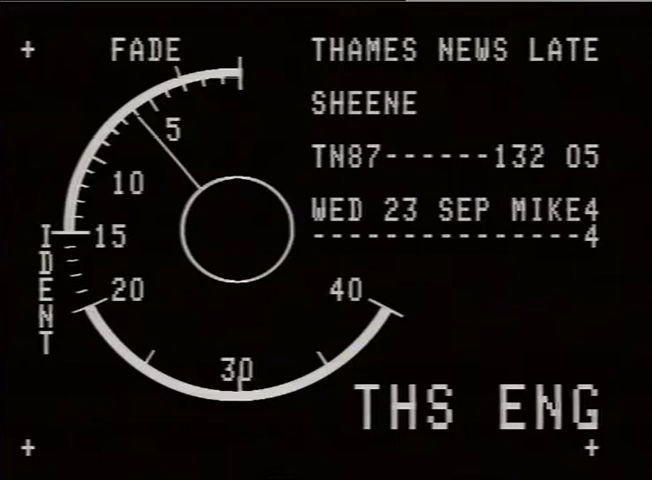 FADE
THAMES NEWS LATE
SHEENE
5
TN87------132 05
10
WED 23 SEP MIKE4
---------------4
IDENT
15
20
40
30
THS ENG